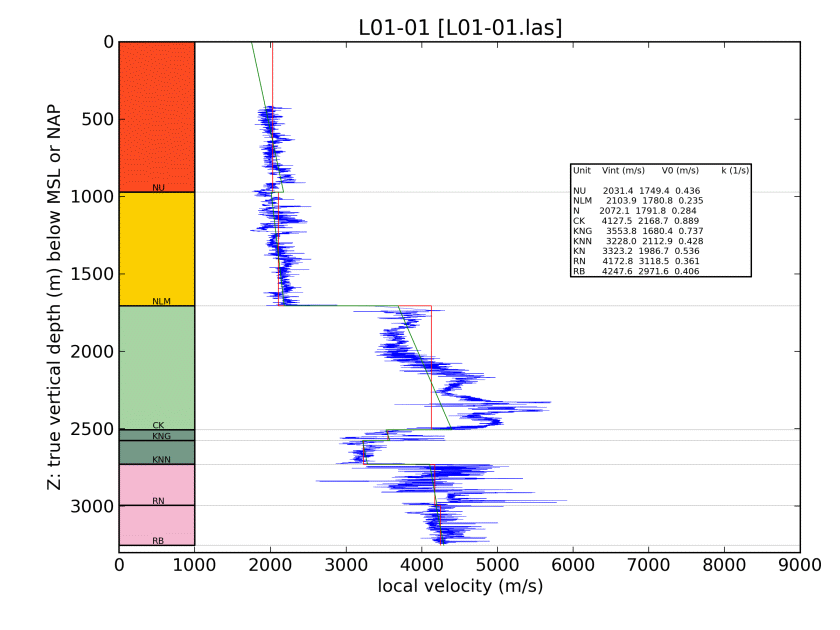 L01-01 [L01-01.las]
0
500
1000
1500
2000
2500
3000
Z: true vertical depth (m) below MSL or NAP
NU
NLM
CK
KNG
KNN
RN
RB
Unit Vint (m/s) V0 (m/s) k (1/s)
NU 2031.4 1749.4 0.436
NLM 2103.9 1780.8 0.235
N 2072.1 1791.8 0.284
CK 4127.5 2168.7 0.889
KNG 3553.8 1680.4 0.737
KNN 3228.0 2112.9 0.428
KN 3323.2 1986.7 0.536
RN 4172.8 3118.5 0.361
RB 4247.6 2971.6 0.406
0 1000 2000 3000 4000 5000 6000 7000 8000 9000
local velocity (m/s)